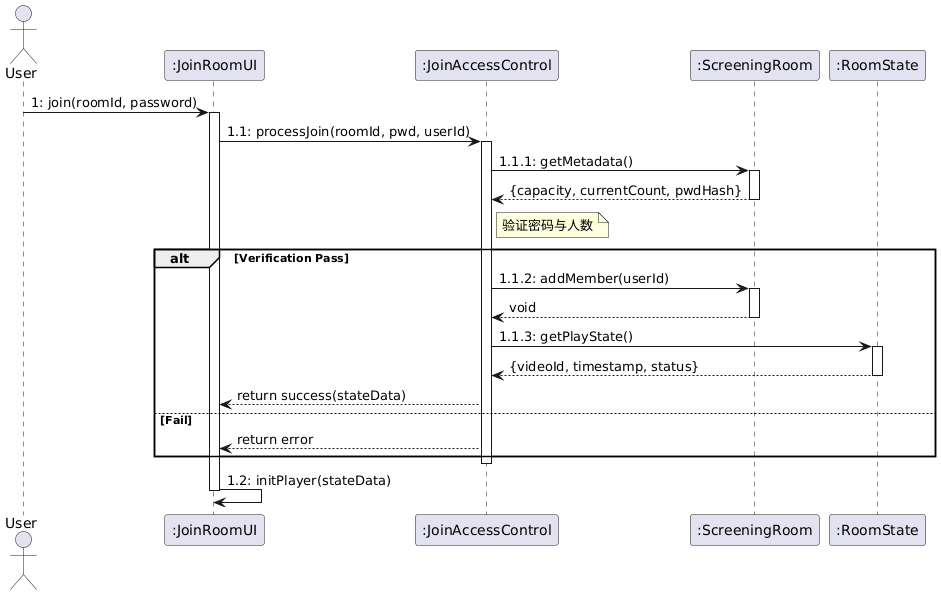 User
:JoinRoomUI
:JoinAccessControl
:ScreeningRoom
:RoomState
1: join(roomId, password)
1.1: processJoin(roomId, pwd, userId)
1.1.1: getMetadata()
{capacity, currentCount, pwdHash}
验证密码与人数
alt
[Verification Pass]
1.1.2: addMember(userId)
void
1.1.3: getPlayState()
{videoId, timestamp, status}
return success(stateData)
[Fail]
return error
1.2: initPlayer(stateData)
User
:JoinRoomUI
:JoinAccessControl
:ScreeningRoom
:RoomState